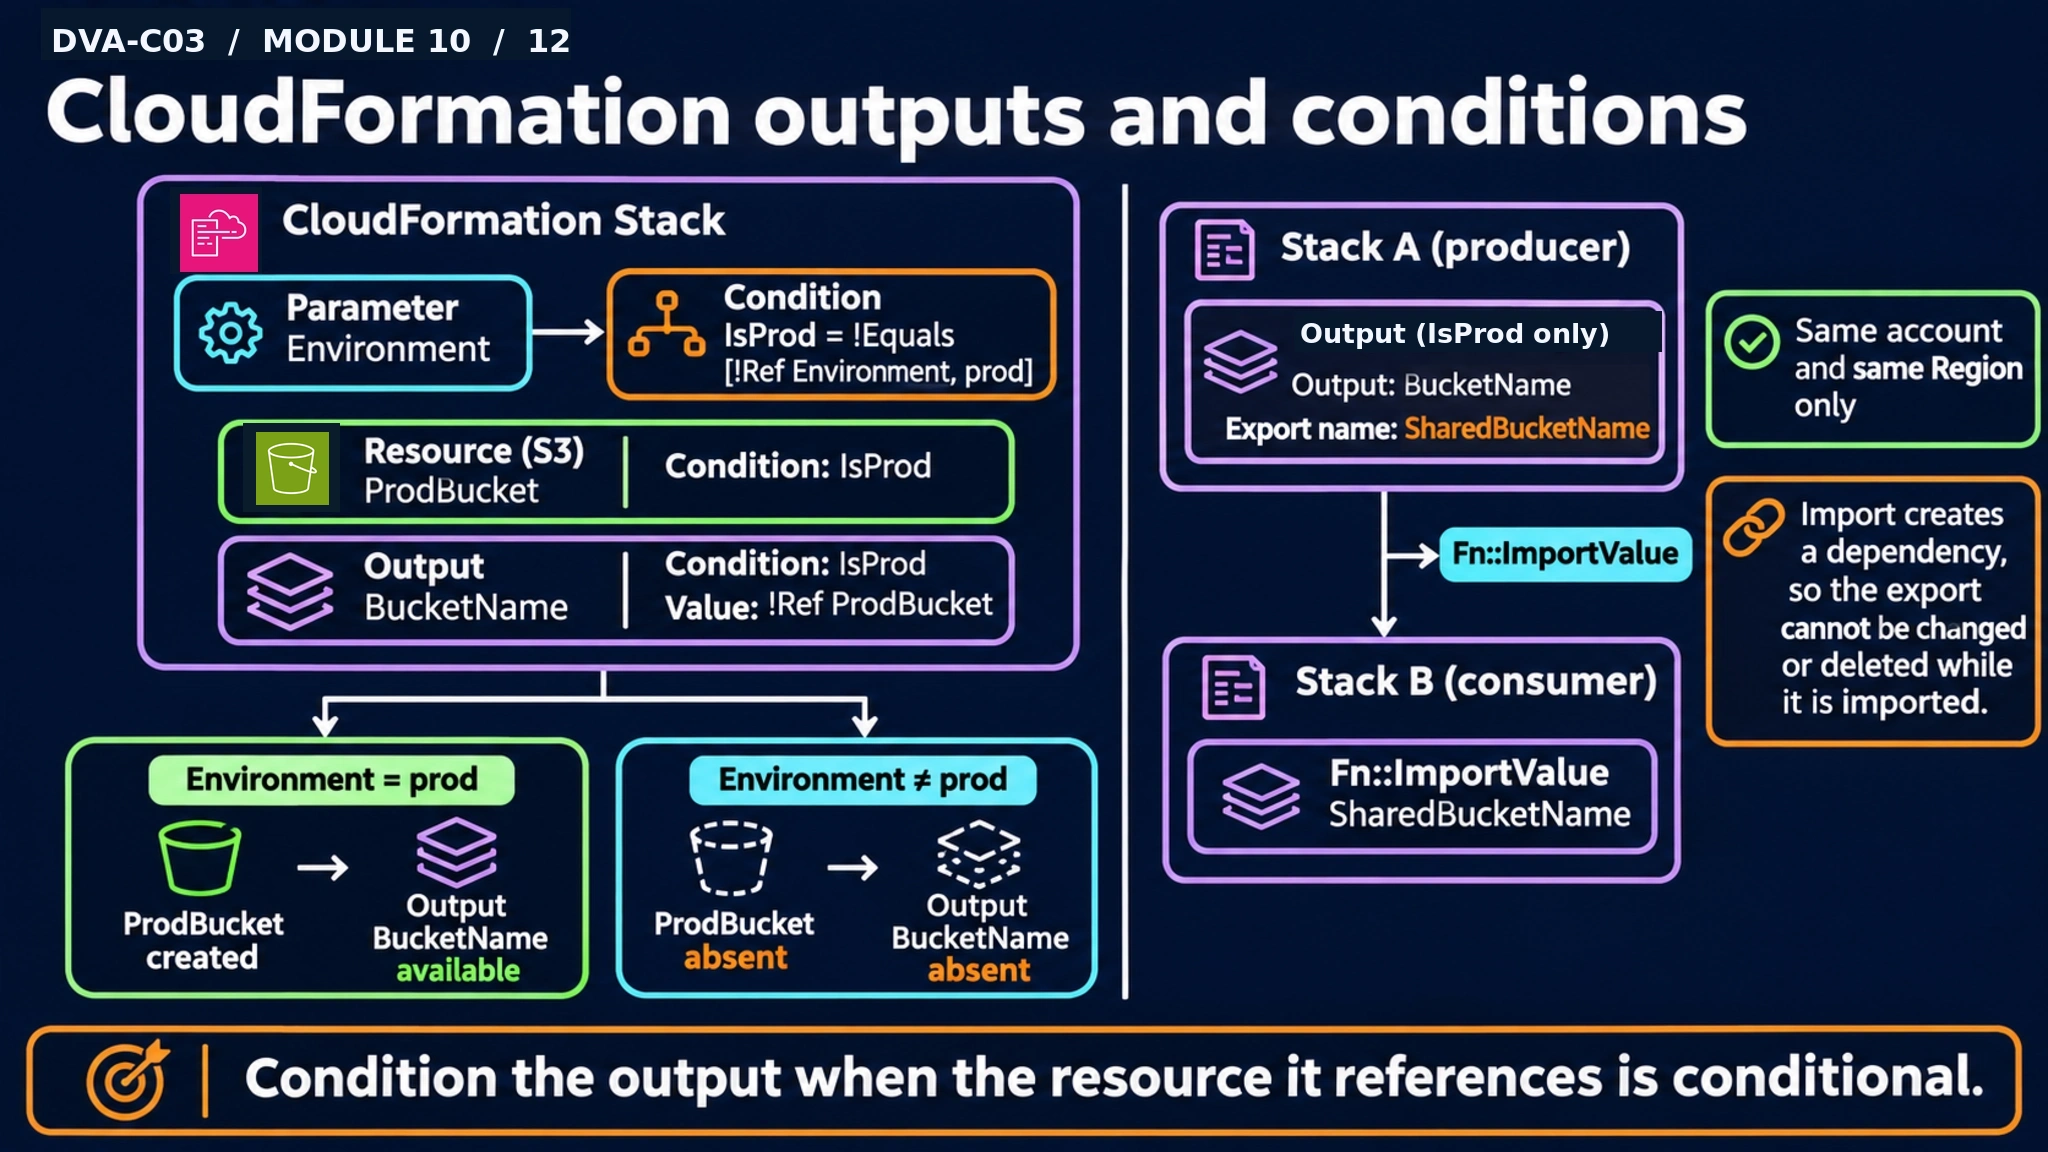 DVA-C03 / MODULE 10 / 12
CloudFormation outputs and conditions
CloudFormation Stack
Parameter
Environment
Condition
IsProd = !Equals
[!Ref Environment, prod]
Resource (S3)
ProdBucket
Condition: IsProd
Output
BucketName
Condition: IsProd
Value: !Ref ProdBucket
Environment = prod
ProdBucket
created
Output
BucketName
available
Environment ≠ prod
ProdBucket
absent
Output
BucketName
absent
Stack A (producer)
Output (IsProd only)
Output: BucketName
Export name: SharedBucketName
Fn::ImportValue
Stack B (consumer)
Fn::ImportValue
SharedBucketName
Same account
and same Region
only
Import creates
a dependency,
so the export
cannot be changed
or deleted while
it is imported.
Condition the output when the resource it references is conditional.